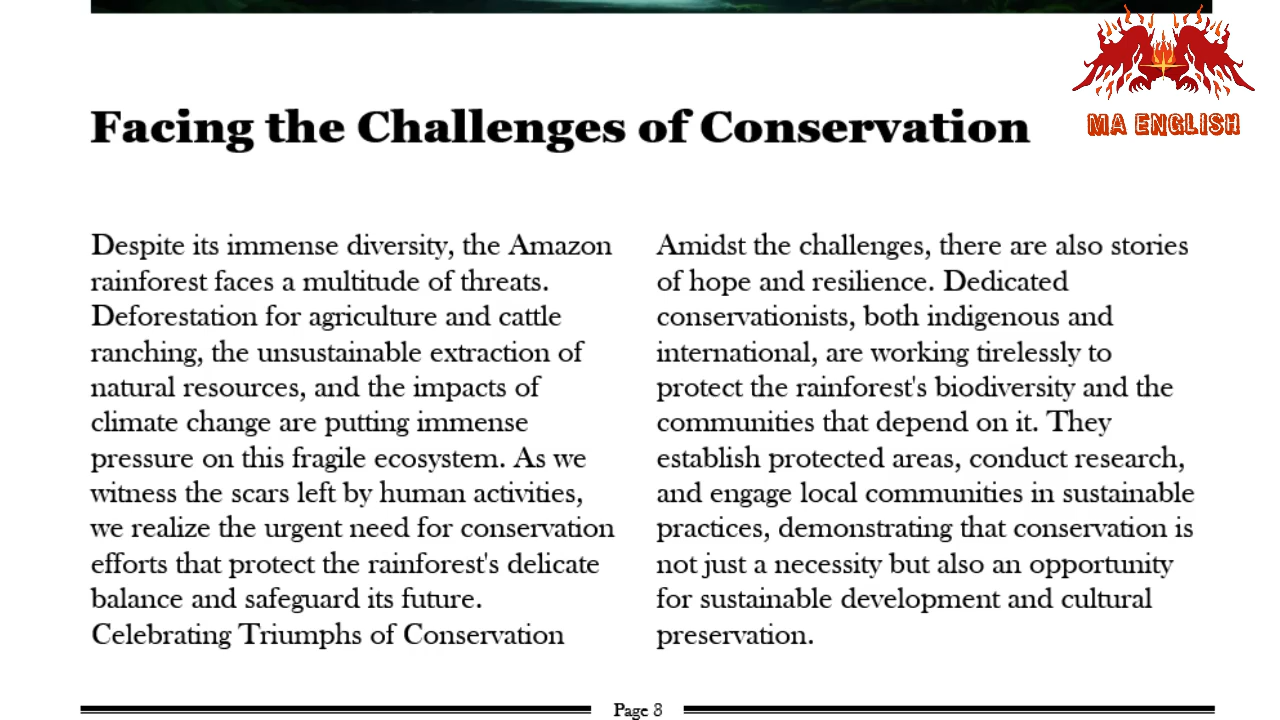 MA ENGLISH
Facing the Challenges of Conservation
Despite its immense diversity, the Amazon
rainforest faces a multitude of threats.
Deforestation for agriculture and cattle
ranching, the unsustainable extraction of
natural resources, and the impacts of
climate change are putting immense
pressure on this fragile ecosystem. As we
witness the scars left by human activities,
we realize the urgent need for conservation
efforts that protect the rainforest's delicate
balance and safeguard its future.
Celebrating Triumphs of Conservation
Amidst the challenges, there are also stories
of hope and resilience. Dedicated
conservationists, both indigenous and
international, are working tirelessly to
protect the rainforest's biodiversity and the
communities that depend on it. They
establish protected areas, conduct research,
and engage local communities in sustainable
practices, demonstrating that conservation is
not just a necessity but also an opportunity
for sustainable development and cultural
preservation.
Page 8